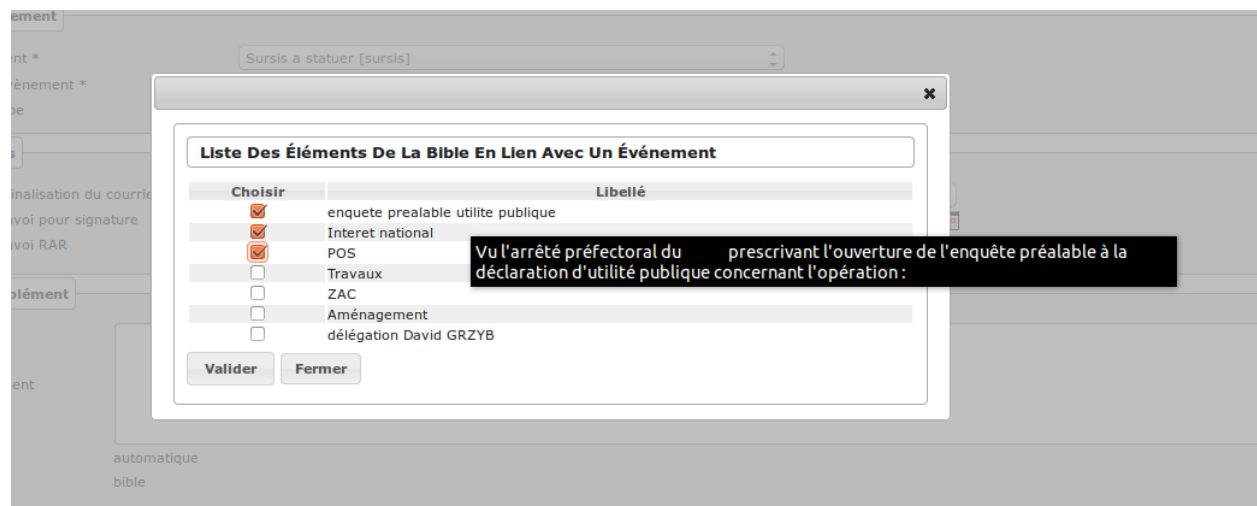 ement
nt *
Sursis a statuer [sursis]
vènement *
pe
✖
s
Liste Des Éléments De La Bible En Lien Avec Un Événement
Choisir Libellé
inalisation du courrie
enquete prealable utilite publique
voi pour signature
Interet national
voi RAR
POS
Vu l'arrêté préfectoral du prescrivant l'ouverture de l'enquête préalable à la
déclaration d'utilité publique concernant l'opération :
Travaux
plément
ZAC
Aménagement
délégation David GRZYB
Valider Fermer
ent
automatique
bible